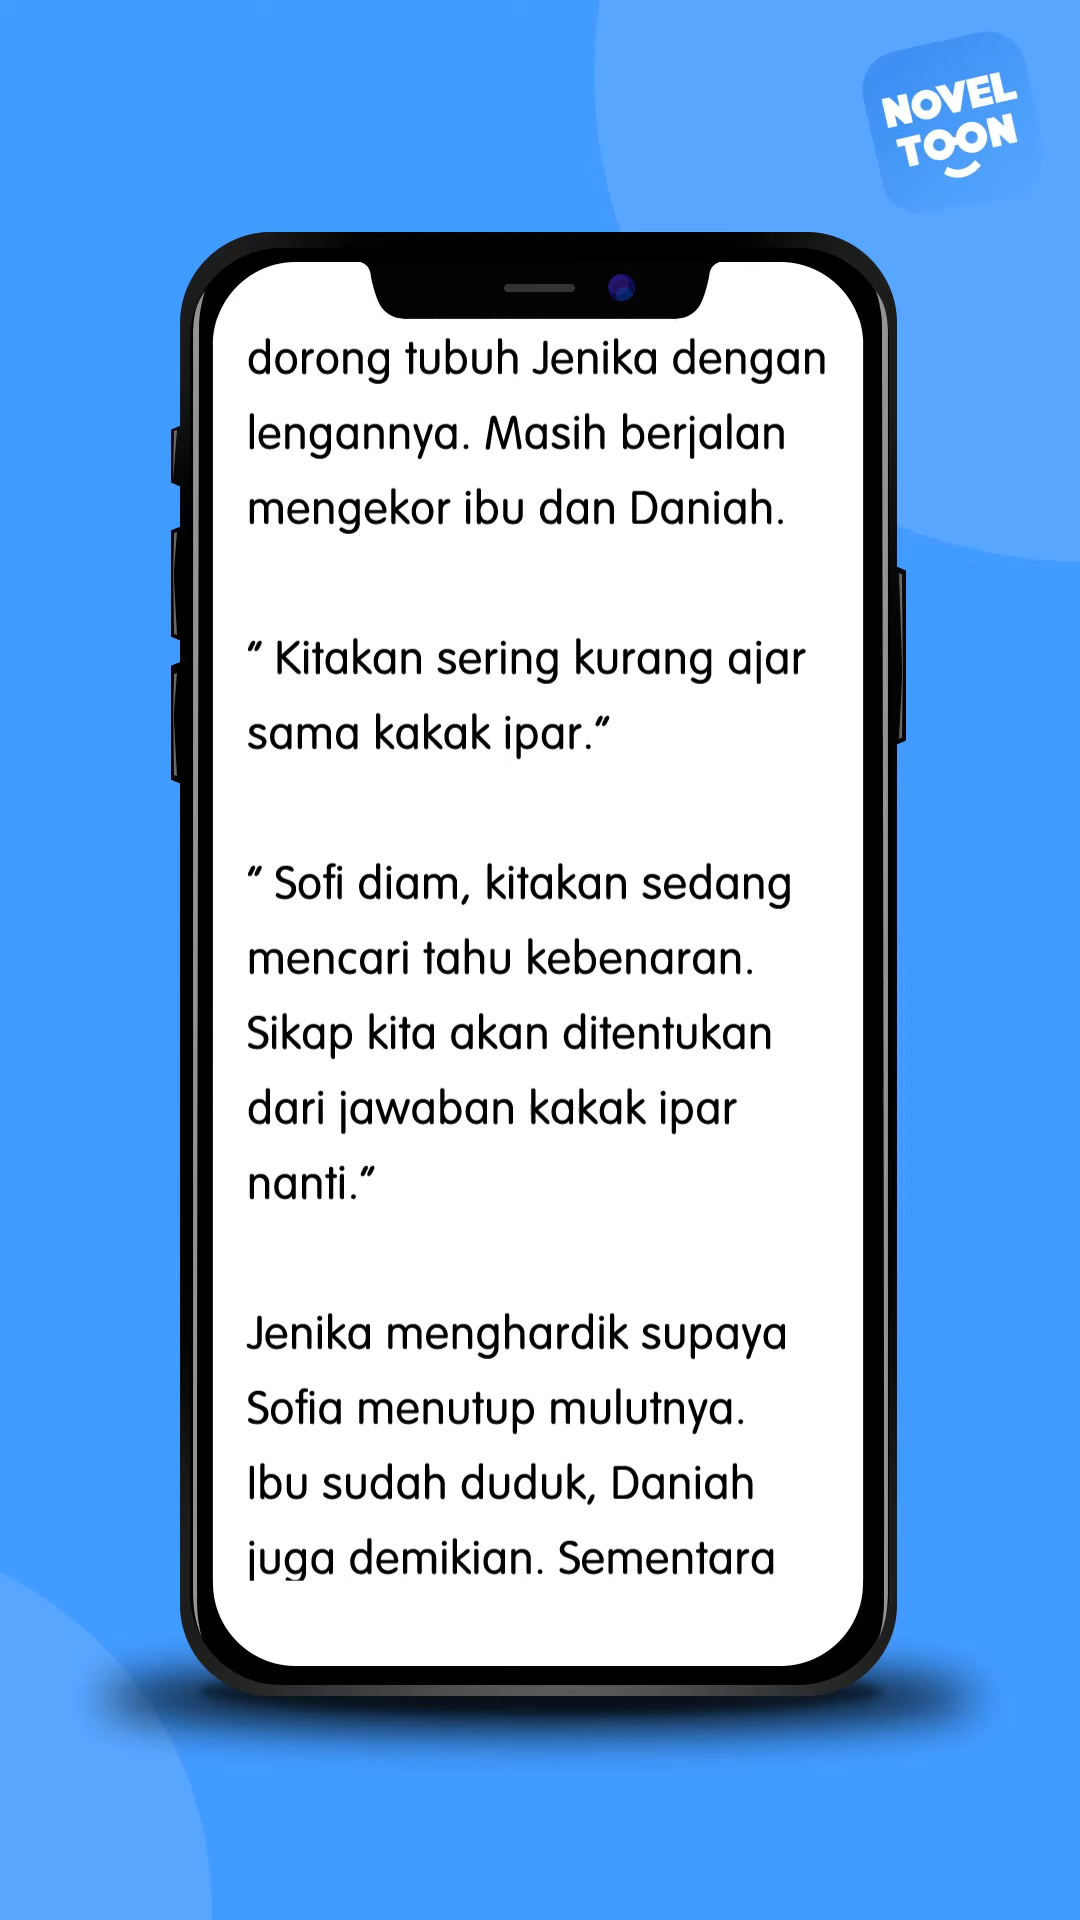 NOVEL
TOON
dorong tubuh Jenika dengan
lengannya. Masih berjalan
mengekor ibu dan Daniah.
“ Kitakan sering kurang ajar
sama kakak ipar.”
“ Sofi diam, kitakan sedang
mencari tahu kebenaran.
Sikap kita akan ditentukan
dari jawaban kakak ipar
nanti.”
Jenika menghardik supaya
Sofia menutup mulutnya.
Ibu sudah duduk, Daniah
juga demikian. Sementara